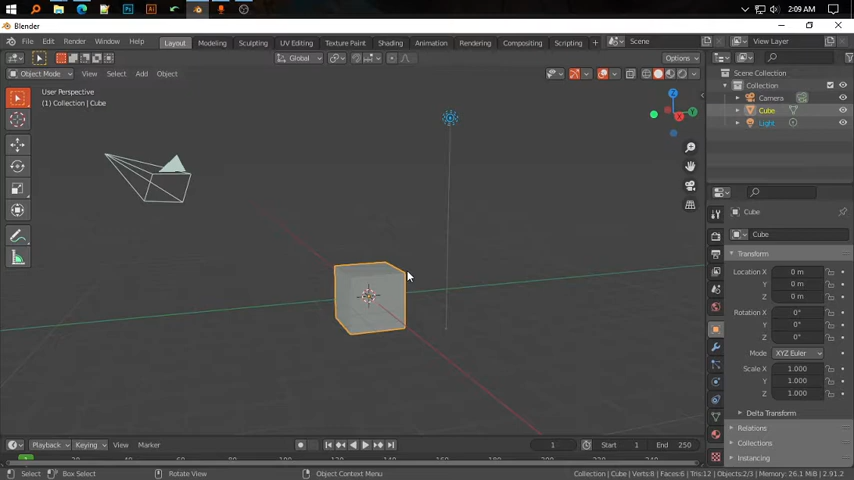 2:09 AM
Blender
File Edit Render Window Help Layout Modeling Sculpting UV Editing Texture Paint Shading Animation Rendering Compositing Scripting + Scene View Layer
Global Options
Object Mode View Select Add Object
User Perspective
(1) Collection | Cube
Z
Y
X
Scene Collection
Collection
Camera
Cube
Light
Cube
Cube
Transform
Location X 0 m
Y 0 m
Z 0 m
Rotation X 0°
Y 0°
Z 0°
Mode XYZ Euler
Scale X 1.000
Y 1.000
Z 1.000
Delta Transform
Relations
Collections
Instancing
Playback Keying View Marker 1 Start 1 End 250
Select Box Select Rotate View Object Context Menu Collection | Cube | Verts:8 | Faces:6 | Tris:12 | Objects:2/3 | Memory: 26.1 MiB | 2.91.2